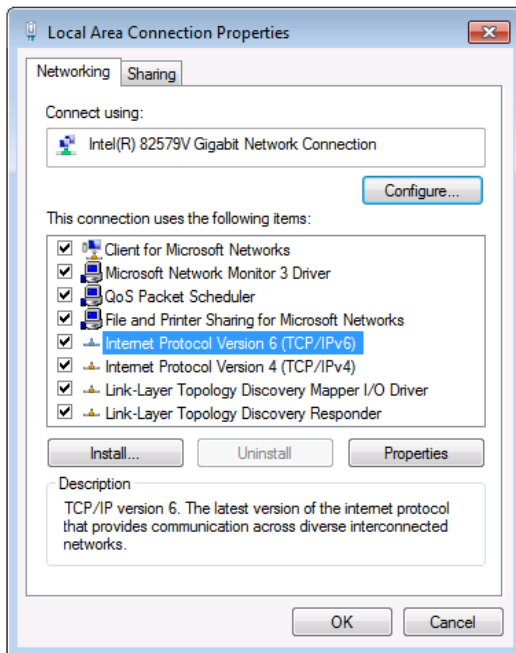 Local Area Connection Properties
Networking
Sharing
Connect using:
Intel(R) 82579V Gigabit Network Connection
Configure...
This connection uses the following items:
Client for Microsoft Networks
Microsoft Network Monitor 3 Driver
QoS Packet Scheduler
File and Printer Sharing for Microsoft Networks
Internet Protocol Version 6 (TCP/IPv6)
Internet Protocol Version 4 (TCP/IPv4)
Link-Layer Topology Discovery Mapper I/O Driver
Link-Layer Topology Discovery Responder
Install...
Uninstall
Properties
Description
TCP/IP version 6. The latest version of the internet protocol
that provides communication across diverse interconnected
networks.
OK
Cancel